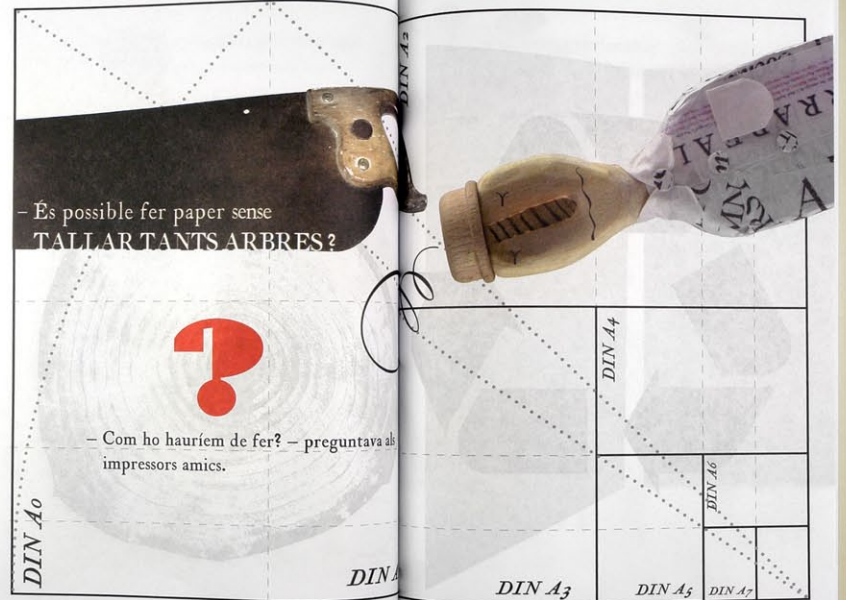 – És possible fer paper sense
TALLAR TANTS ARBRES?
?
– Com ho hauríem de fer? – preguntava als
impressors amics.
DIN A0
DIN A2
DIN A4
DIN A6
DIN A3
DIN A5
DIN A7